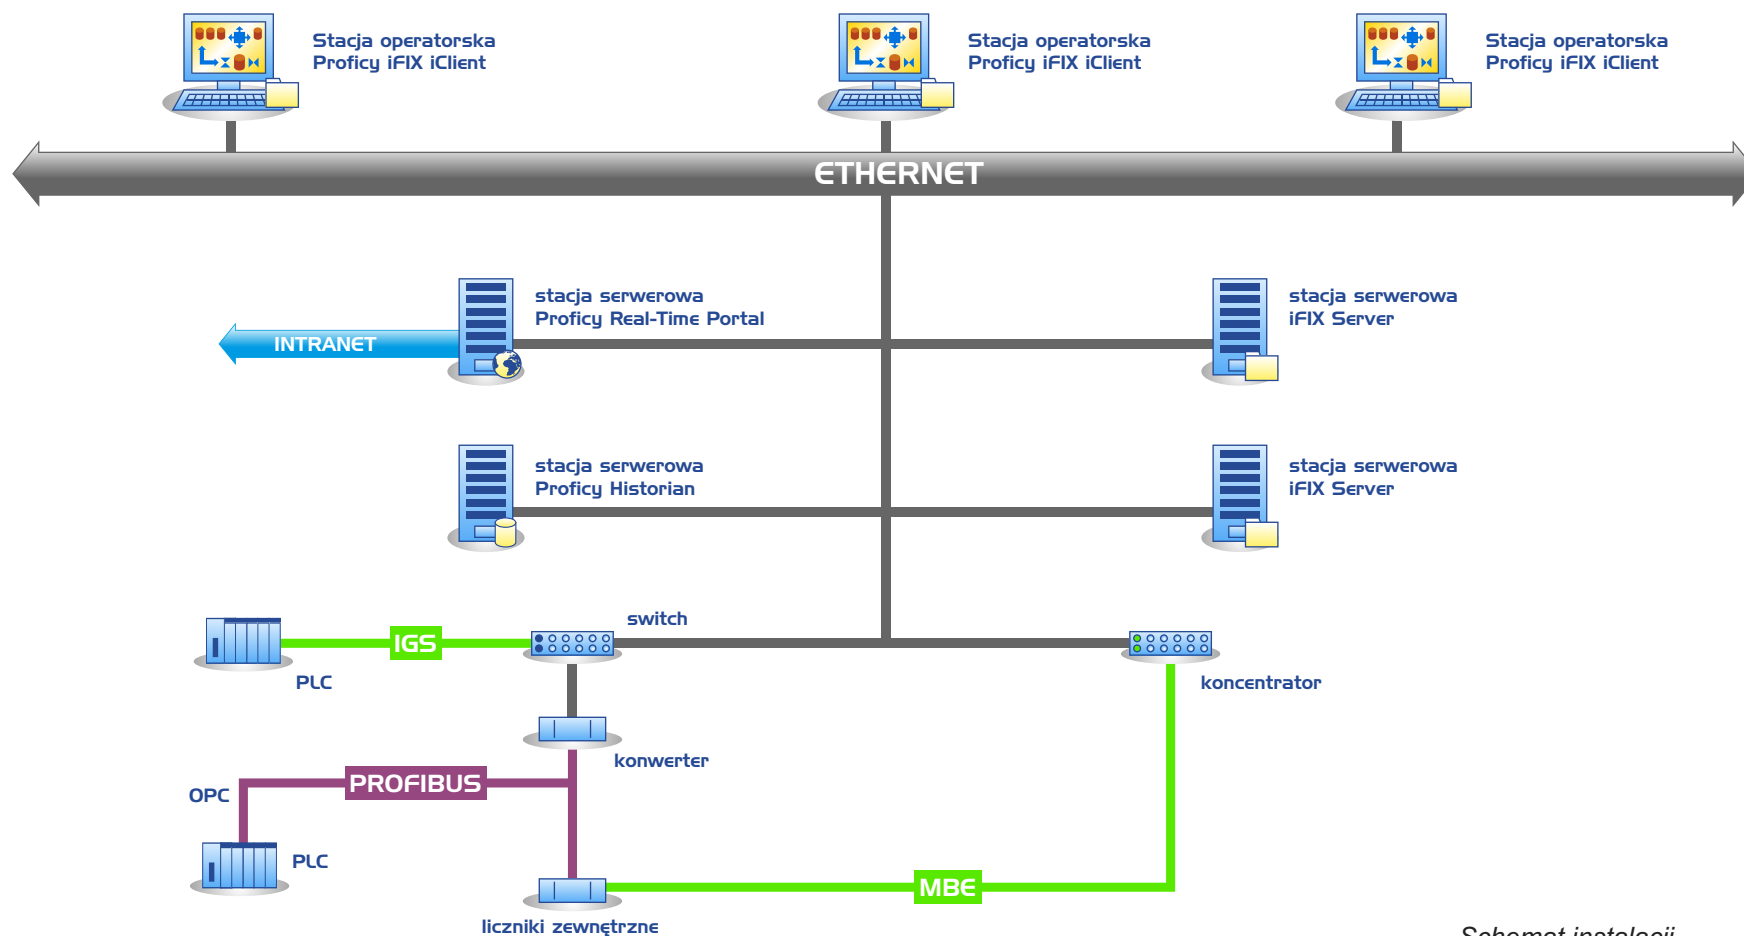 Stacja operatorska
Proficy iFIX iClient
Stacja operatorska
Proficy iFIX iClient
Stacja operatorska
Proficy iFIX iClient
ETHERNET
stacja serwerowa
Proficy Real-Time Portal
stacja serwerowa
iFIX Server
INTRANET
stacja serwerowa
Proficy Historian
stacja serwerowa
iFIX Server
switch
IGS
PLC
koncentrator
konwerter
PROFIBUS
OPC
PLC
MBE
liczniki zewnętrzne
Schemat instalacji